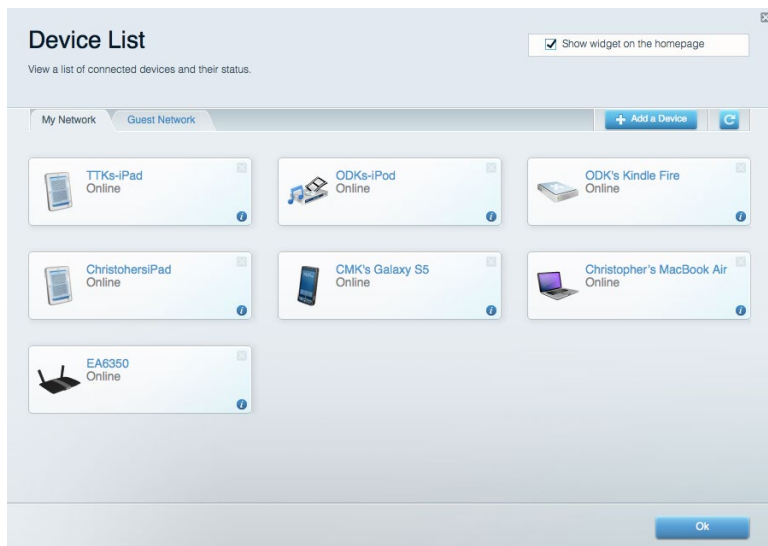 Device List
Show widget on the homepage
View a list of connected devices and their status.
My Network
Guest Network
Add a Device
TTKs-iPad
Online
ODKs-iPod
Online
ODK's Kindle Fire
Online
ChristohersiPad
Online
CMK's Galaxy S5
Online
Christopher's MacBook Air
Online
EA6350
Online
Ok